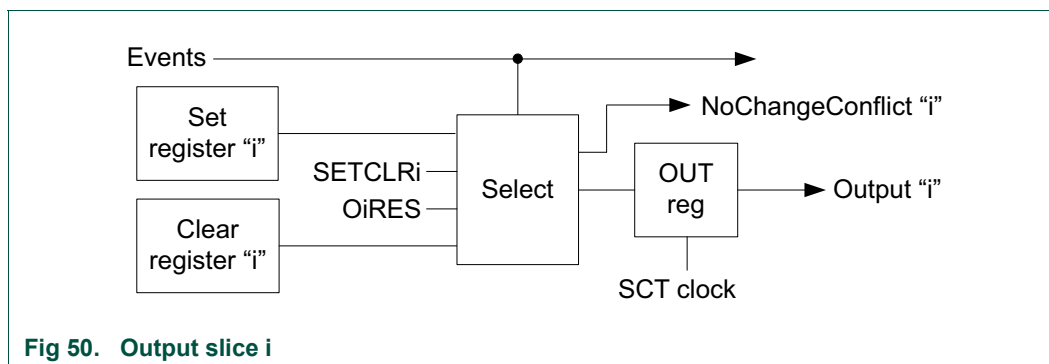 Events
Set
register “i”
SETCLRi
OiRES
Clear
register “i”
Select
NoChangeConflict “i”
OUT
reg
Output “i”
SCT clock
Fig 50. Output slice i